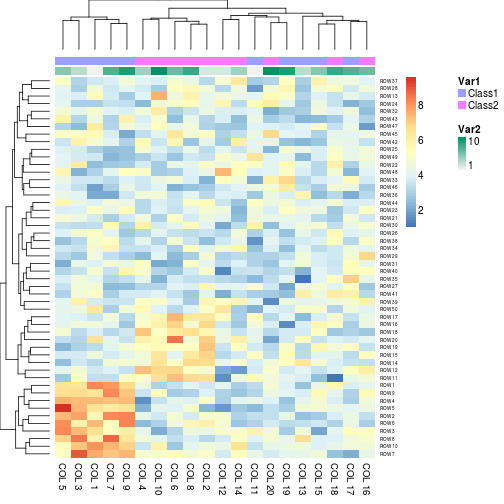 Var1
Class1
Class2
Var2
10
1
8
6
4
2
ROW37
ROW28
ROW13
ROW24
ROW32
ROW43
ROW47
ROW45
ROW42
ROW25
ROW49
ROW22
ROW48
ROW33
ROW46
ROW36
ROW44
ROW23
ROW21
ROW30
ROW26
ROW38
ROW34
ROW29
ROW31
ROW40
ROW35
ROW27
ROW41
ROW39
ROW50
ROW17
ROW16
ROW18
ROW20
ROW19
ROW15
ROW14
ROW12
ROW11
ROW1
ROW9
ROW4
ROW5
ROW2
ROW6
ROW3
ROW8
ROW10
ROW7
COL 5
COL 3
COL 1
COL 7
COL 9
COL 4
COL 10
COL 6
COL 8
COL 2
COL 12
COL 14
COL 11
COL 20
COL 19
COL 13
COL 15
COL 18
COL 17
COL 16